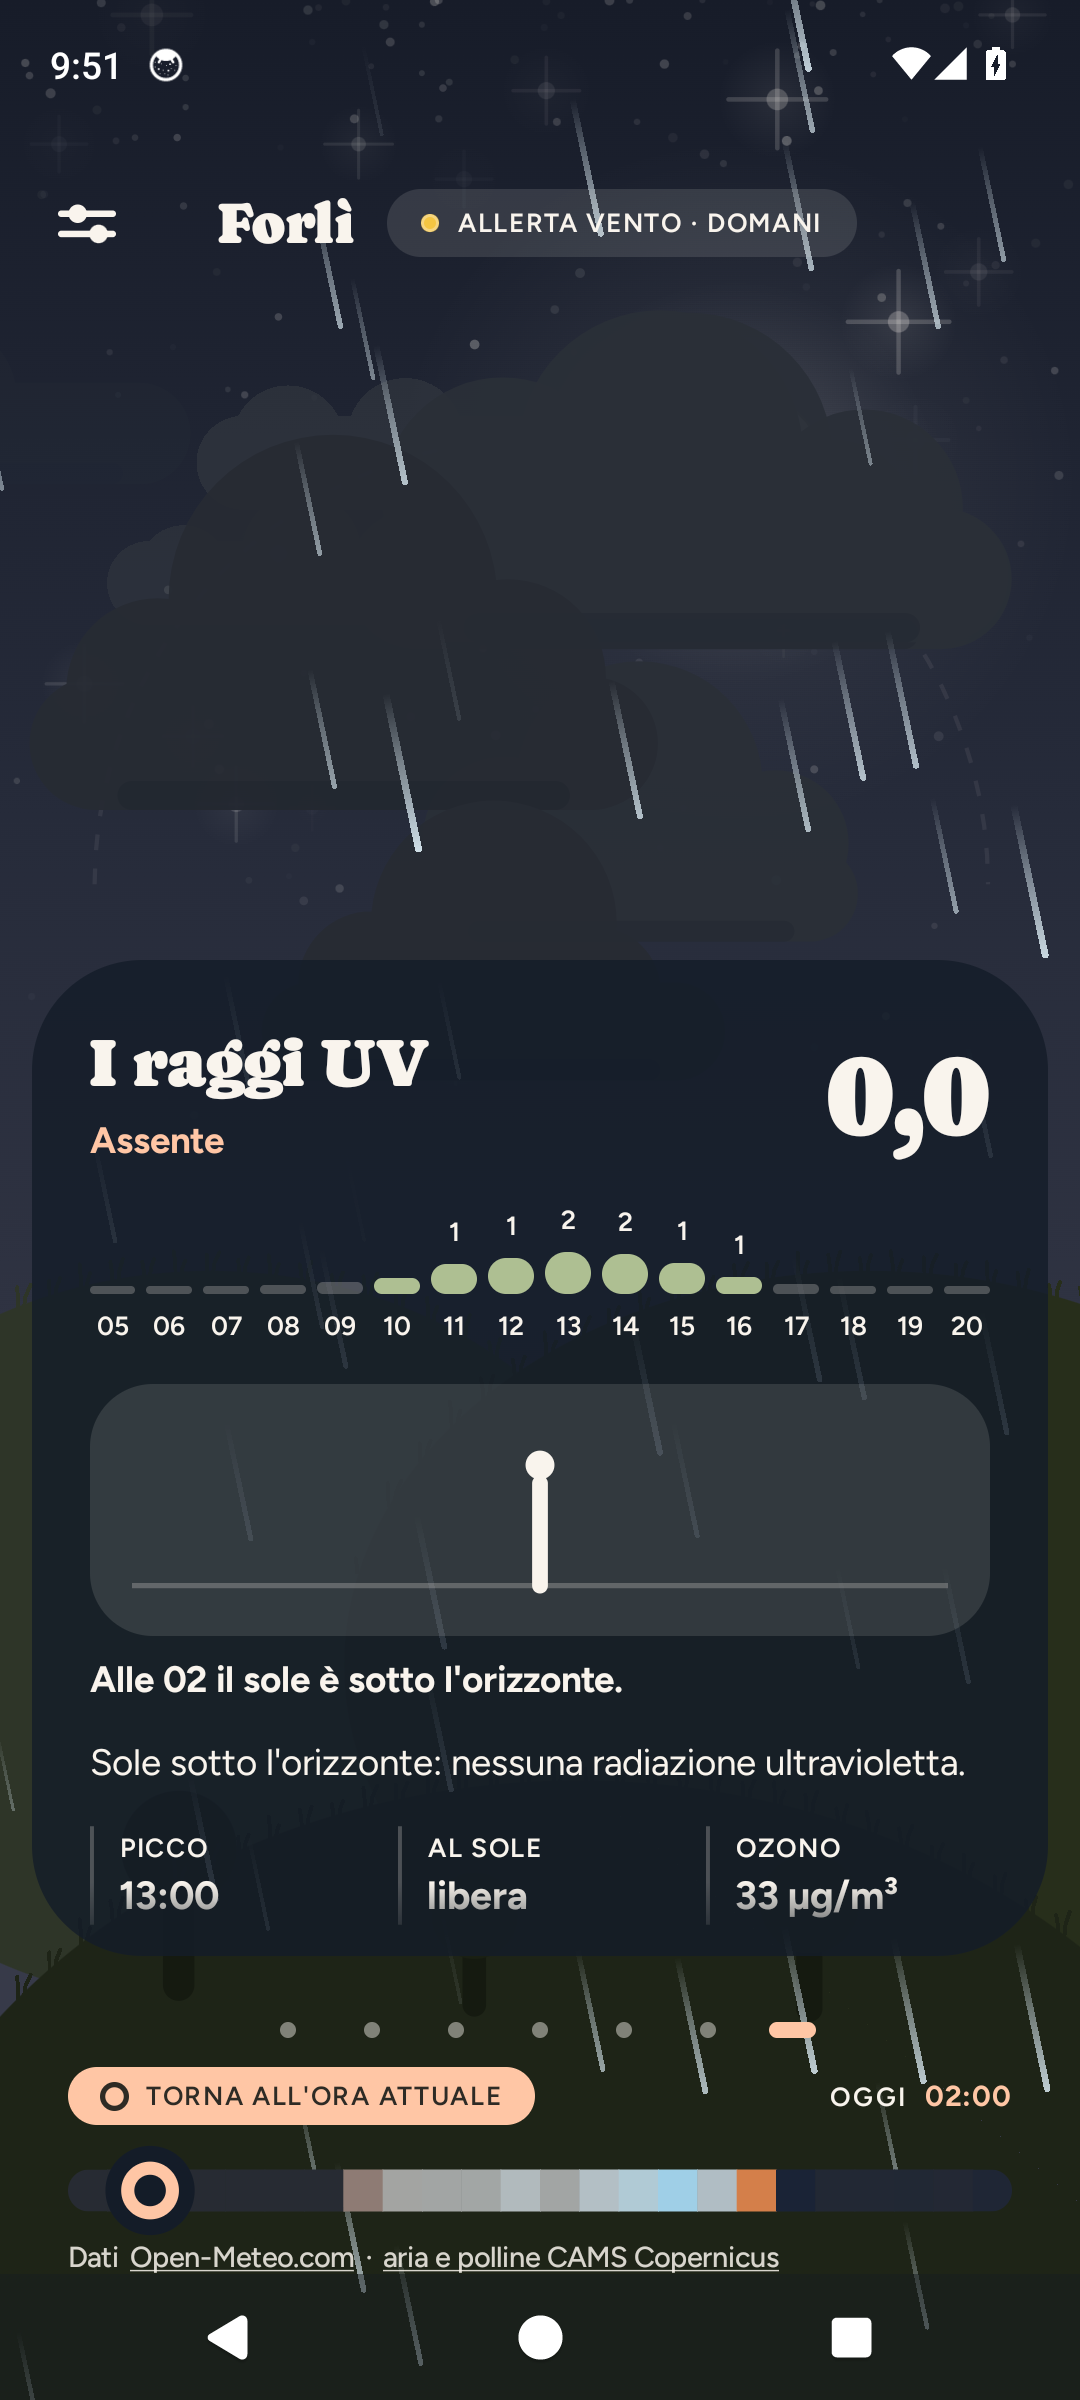 9:51
Forlì
ALLERTA VENTO · DOMANI
I raggi UV
0,0
Assente
1 1 2 2 1 1
05 06 07 08 09 10 11 12 13 14 15 16 17 18 19 20
Alle 02 il sole è sotto l'orizzonte.
Sole sotto l'orizzonte: nessuna radiazione ultravioletta.
PICCO AL SOLE OZONO
13:00 libera 33 µg/m³
TORNA ALL'ORA ATTUALE
OGGI 02:00
Dati Open-Meteo.com · aria e polline CAMS Copernicus